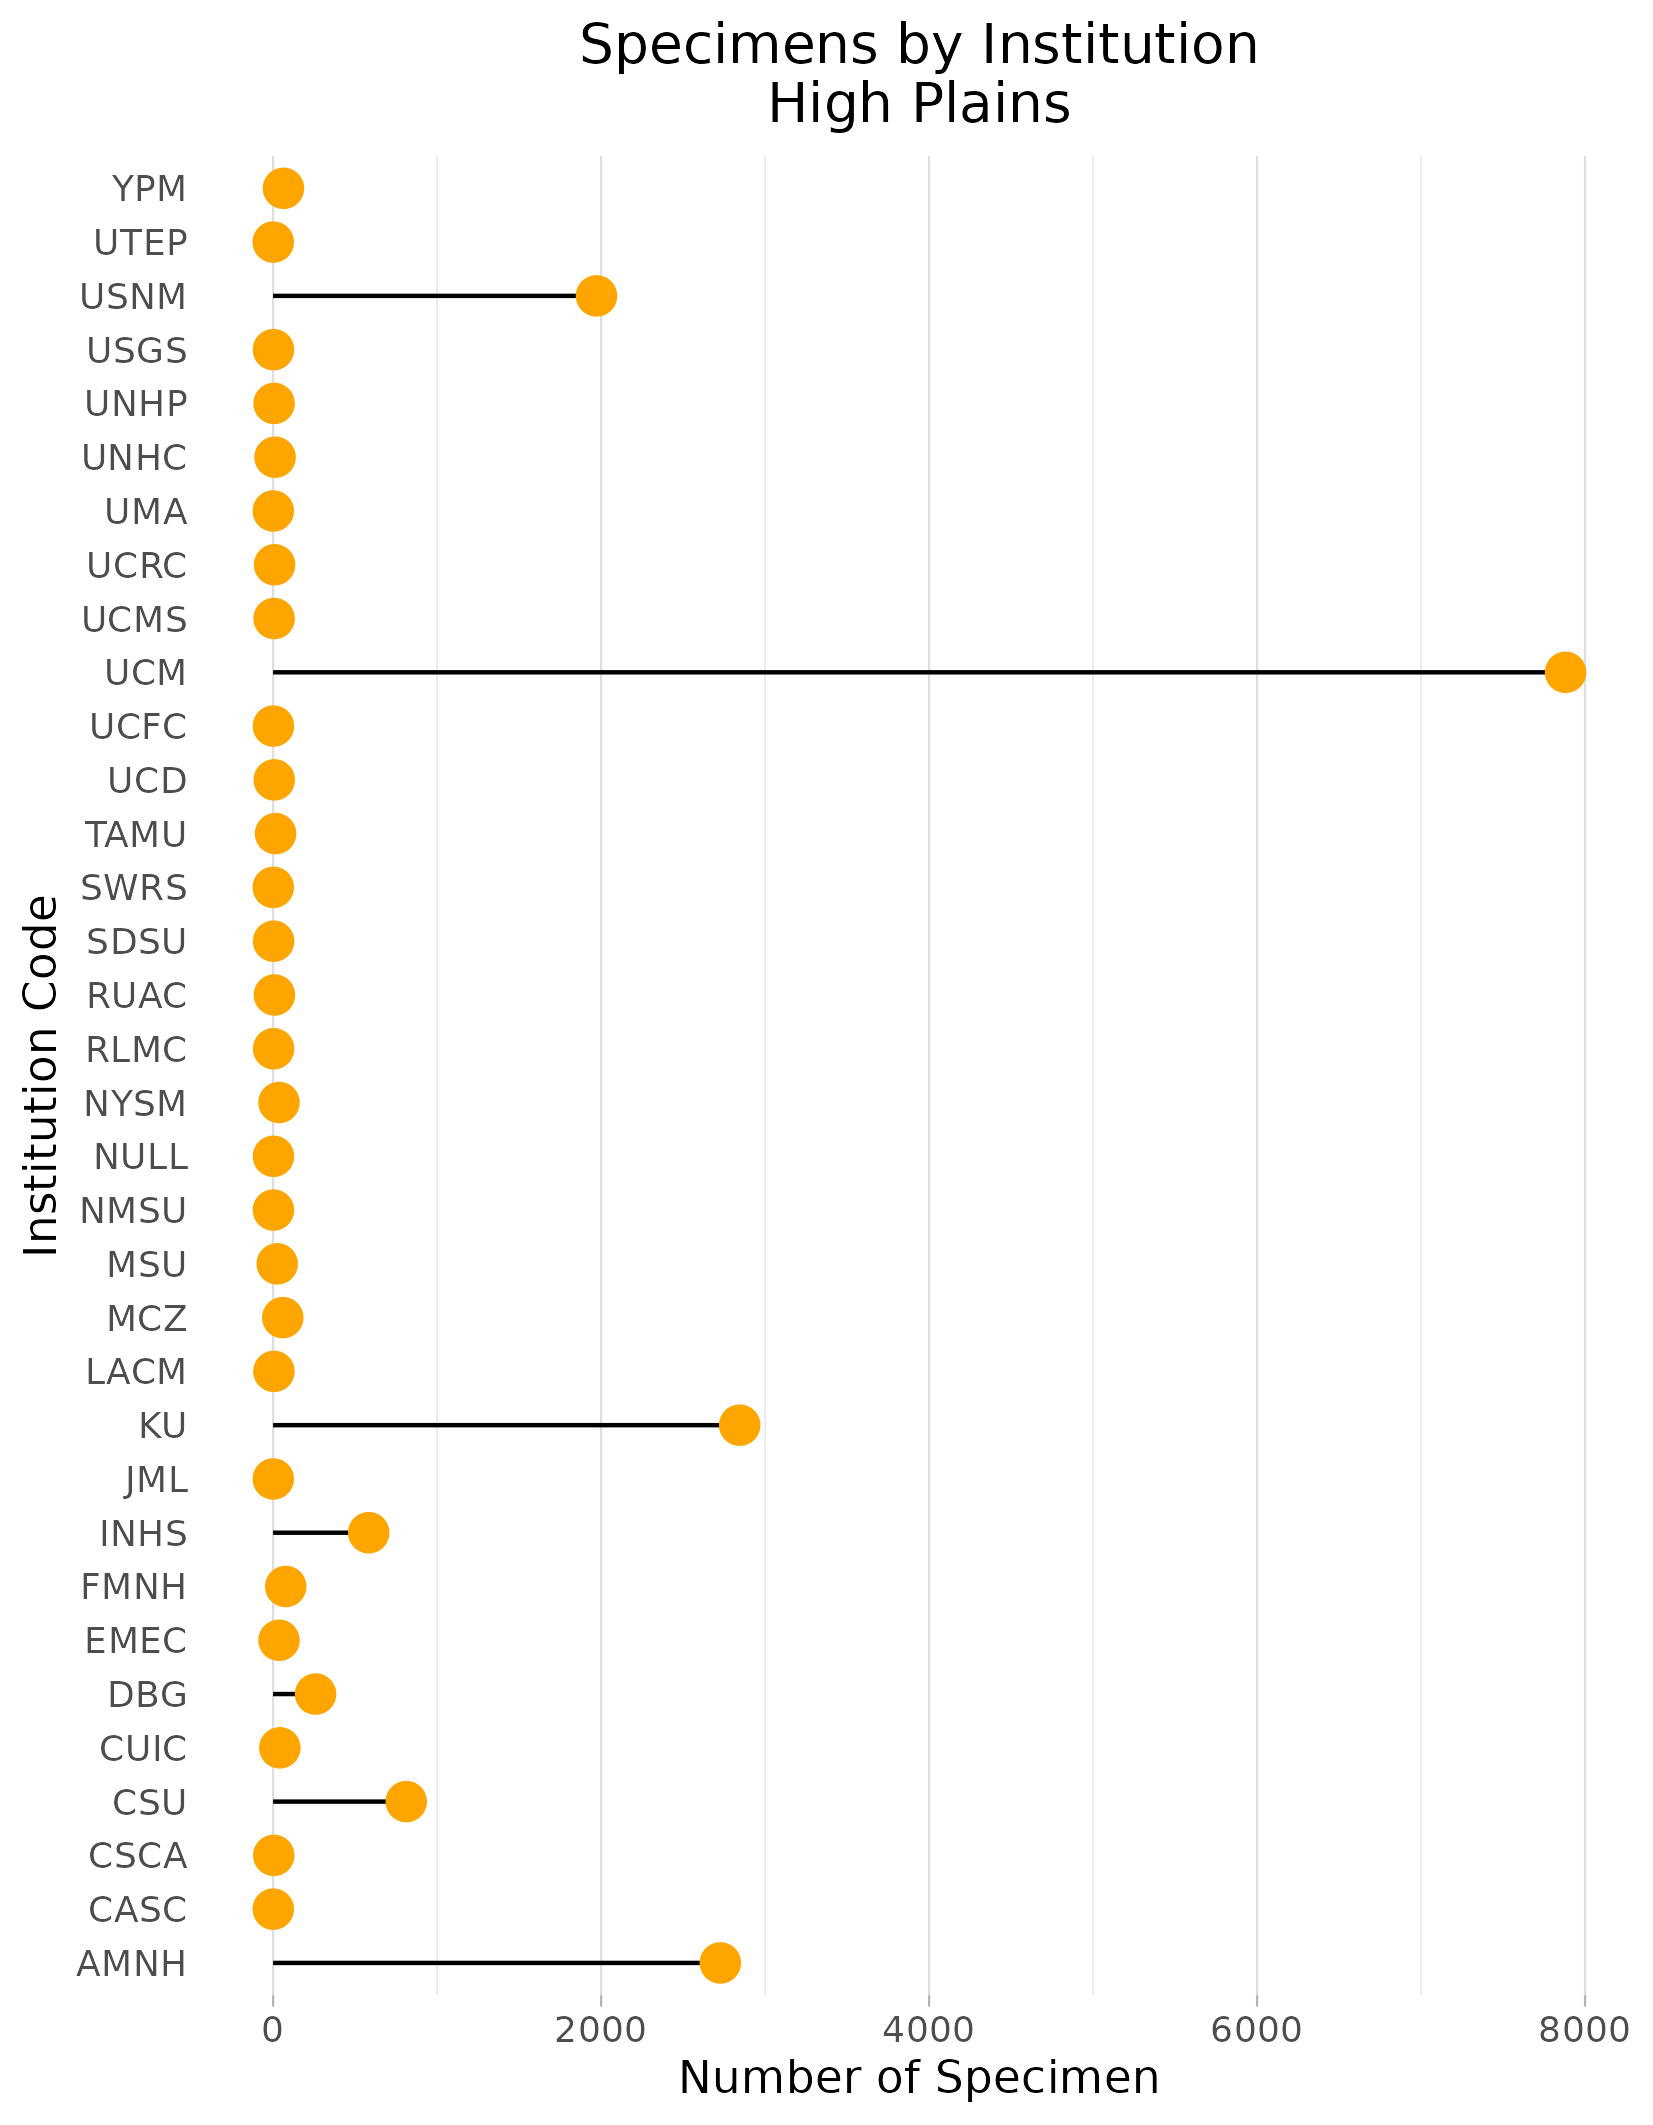 Specimens by Institution
High Plains
Institution Code
YPM
UTEP
USNM
USGS
UNHP
UNHC
UMA
UCRC
UCMS
UCM
UCFC
UCD
TAMU
SWRS
SDSU
RUAC
RLMC
NYSM
NULL
NMSU
MSU
MCZ
LACM
KU
JML
INHS
FMNH
EMEC
DBG
CUIC
CSU
CSCA
CASC
AMNH
0 2000 4000 6000 8000
Number of Specimen